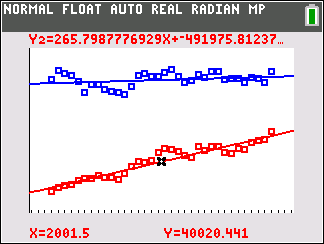 NORMAL FLOAT AUTO REAL RADIAN MP
Y2=265.7987776929X+-491975.81237…
X=2001.5 Y=40020.441